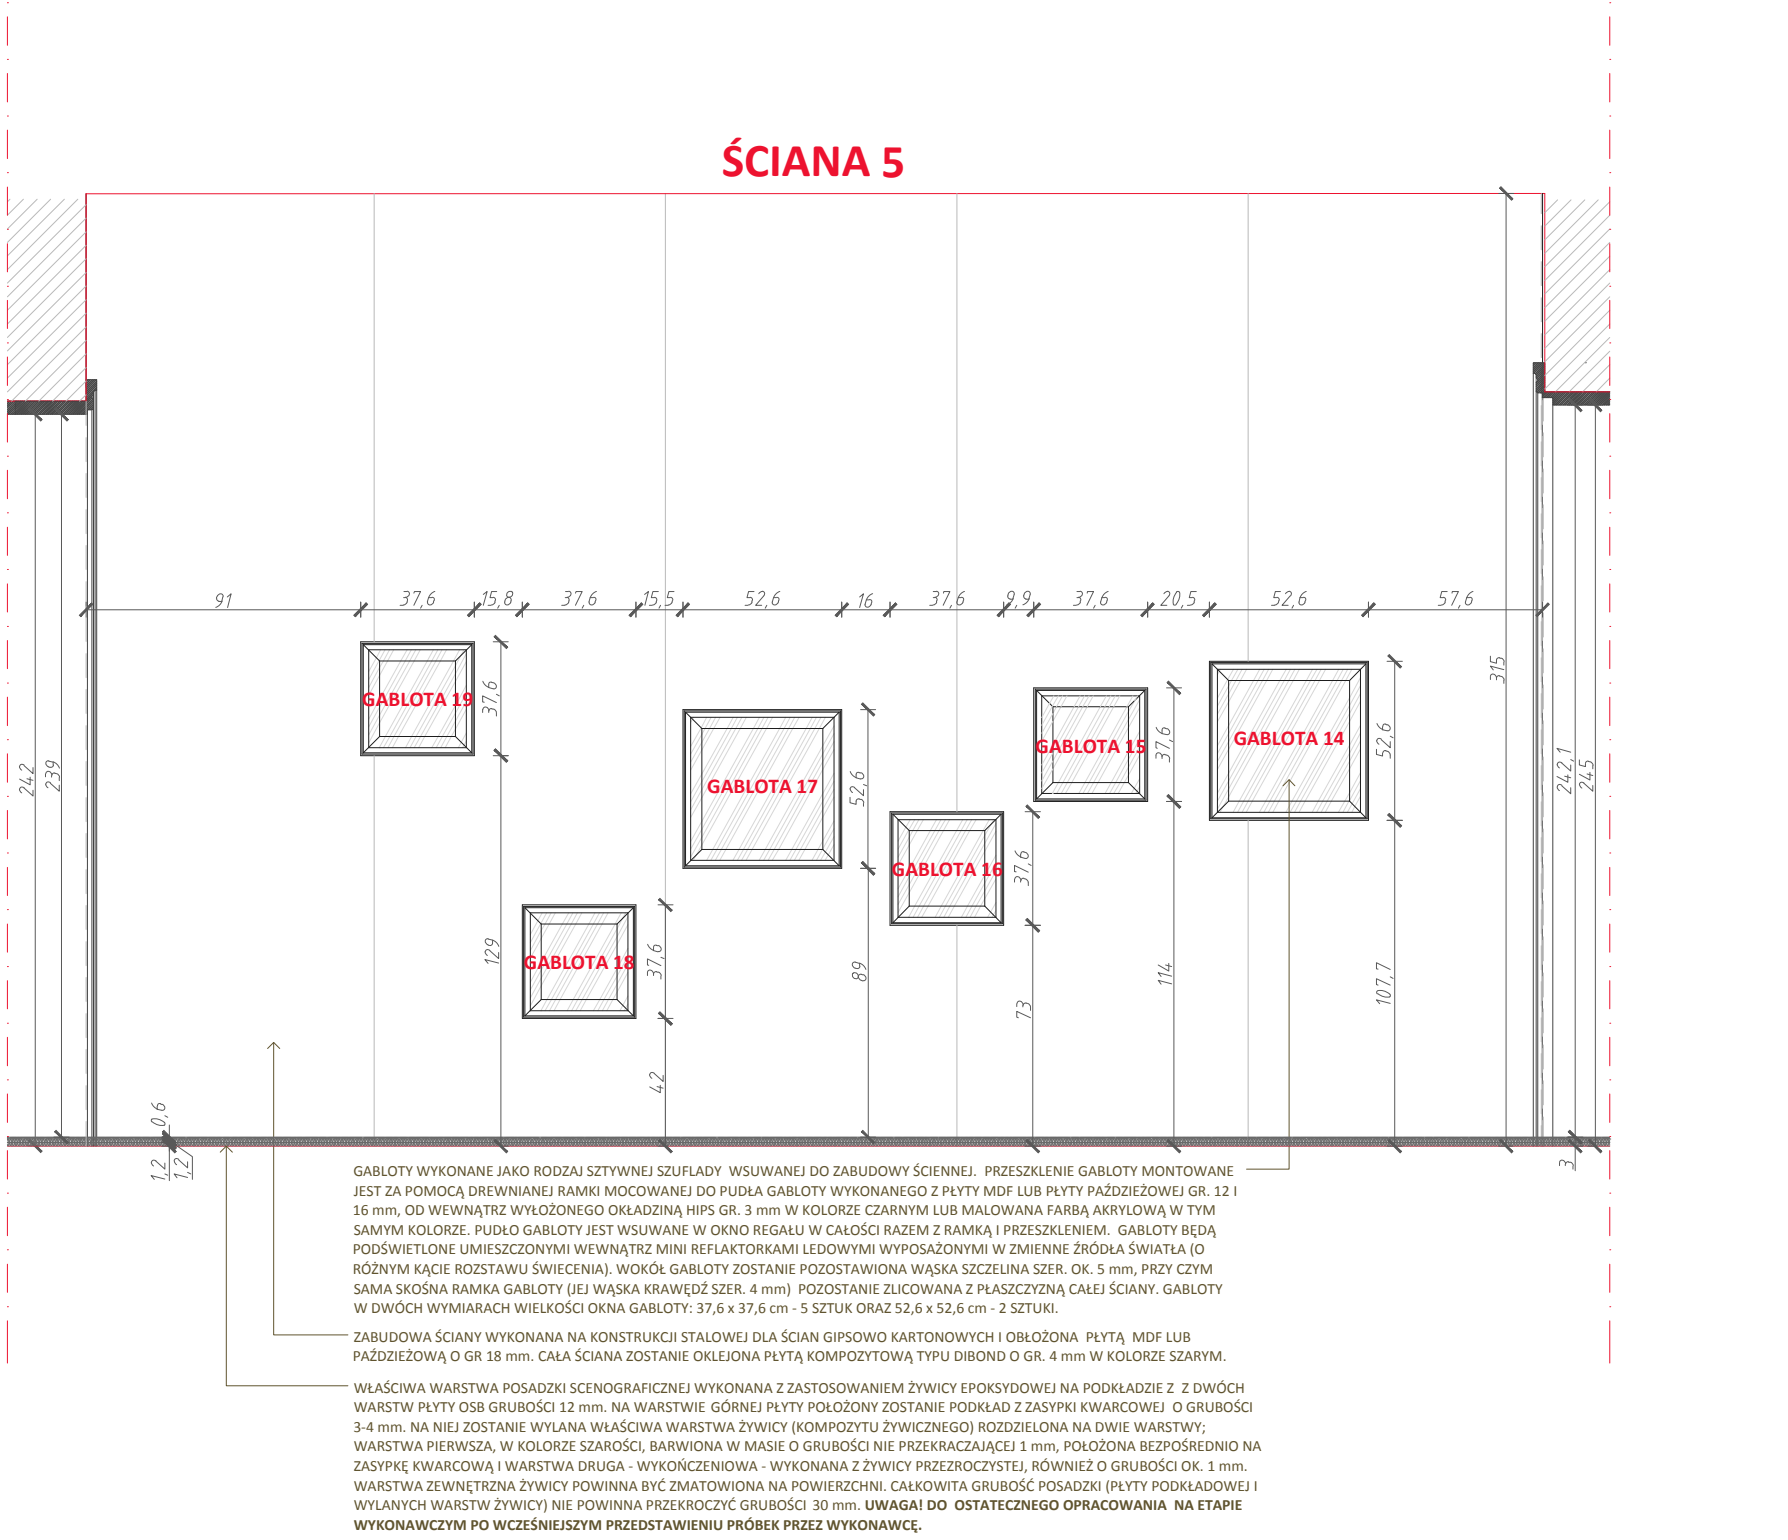 ŚCIANA 5
91
37,6
15,8
37,6
15,5
52,6
16
37,6
9,9
37,6
20,5
52,6
57,6
GABLOTA 19
37,6
129
GABLOTA 18
37,6
42
GABLOTA 17
52,6
89
GABLOTA 16
37,6
73
GABLOTA 15
37,6
114
GABLOTA 14
52,6
107,7
315
242
239
242,1
245
3
0,6
1,2
1,2
GABLOTY WYKONANE JAKO RODZAJ SZTYWNEJ SZUFLADY WSUWANEJ DO ZABUDOWY ŚCIENNEJ. PRZESZKLENIE GABLOTY MONTOWANE
JEST ZA POMOCĄ DREWNIANEJ RAMKI MOCOWANEJ DO PUDŁA GABLOTY WYKONANEGO Z PŁYTY MDF LUB PŁYTY PAŹDZIEŻOWEJ GR. 12 I
16 mm, OD WEWNĄTRZ WYŁOŻONEGO OKŁADZINĄ HIPS GR. 3 mm W KOLORZE CZARNYM LUB MALOWANA FARBĄ AKRYLOWĄ W TYM
SAMYM KOLORZE. PUDŁO GABLOTY JEST WSUWANE W OKNO REGAŁU W CAŁOŚCI RAZEM Z RAMKĄ I PRZESZKLENIEM. GABLOTY BĘDĄ
PODŚWIETLONE UMIESZCZONYMI WEWNĄTRZ MINI REFLAKTORKAMI LEDOWYMI WYPOSAŻONYMI W ZMIENNE ŹRÓDŁA ŚWIATŁA (O
RÓŻNYM KĄCIE ROZSTAWU ŚWIECENIA). WOKÓŁ GABLOTY ZOSTANIE POZOSTAWIONA WĄSKA SZCZELINA SZER. OK. 5 mm, PRZY CZYM
SAMA SKOŚNA RAMKA GABLOTY (JEJ WĄSKA KRAWĘDŹ SZER. 4 mm) POZOSTANIE ZLICOWANA Z PŁASZCZYZNĄ CAŁEJ ŚCIANY. GABLOTY
W DWÓCH WYMIARACH WIELKOŚCI OKNA GABLOTY: 37,6 x 37,6 cm - 5 SZTUK ORAZ 52,6 x 52,6 cm - 2 SZTUKI.
ZABUDOWA ŚCIANY WYKONANA NA KONSTRUKCJI STALOWEJ DLA ŚCIAN GIPSOWO KARTONOWYCH I OBŁOŻONA PŁYTĄ MDF LUB
PAŹDZIEŻOWĄ O GR 18 mm. CAŁA ŚCIANA ZOSTANIE OKLEJONA PŁYTĄ KOMPOZYTOWĄ TYPU DIBOND O GR. 4 mm W KOLORZE SZARYM.
WŁAŚCIWA WARSTWA POSADZKI SCENOGRAFICZNEJ WYKONANA Z ZASTOSOWANIEM ŻYWICY EPOKSYDOWEJ NA PODKŁADZIE Z Z DWÓCH
WARSTW PŁYTY OSB GRUBOŚCI 12 mm. NA WARSTWIE GÓRNEJ PŁYTY POŁOŻONY ZOSTANIE PODKŁAD Z ZASYPKI KWARCOWEJ O GRUBOŚCI
3-4 mm. NA NIEJ ZOSTANIE WYLANA WŁAŚCIWA WARSTWA ŻYWICY (KOMPOZYTU ŻYWICZNEGO) ROZDZIELONA NA DWIE WARSTWY;
WARSTWA PIERWSZA, W KOLORZE SZAROŚCI, BARWIONA W MASIE O GRUBOŚCI NIE PRZEKRACZAJĄCEJ 1 mm, POŁOŻONA BEZPOŚREDNIO NA
ZASYPKĘ KWARCOWĄ I WARSTWA DRUGA - WYKOŃCZENIOWA - WYKONANA Z ŻYWICY PRZEZROCZYSTEJ, RÓWNIEŻ O GRUBOŚCI OK. 1 mm.
WARSTWA ZEWNĘTRZNA ŻYWICY POWINNA BYĆ ZMATOWIONA NA POWIERZCHNI. CAŁKOWITA GRUBOŚĆ POSADZKI (PŁYTY PODKŁADOWEJ I
WYLANYCH WARSTW ŻYWICY) NIE POWINNA PRZEKROCZYĆ GRUBOŚCI 30 mm. UWAGA! DO OSTATECZNEGO OPRACOWANIA NA ETAPIE
WYKONAWCZYM PO WCZEŚNIEJSZYM PRZEDSTAWIENIU PRÓBEK PRZEZ WYKONAWCĘ.